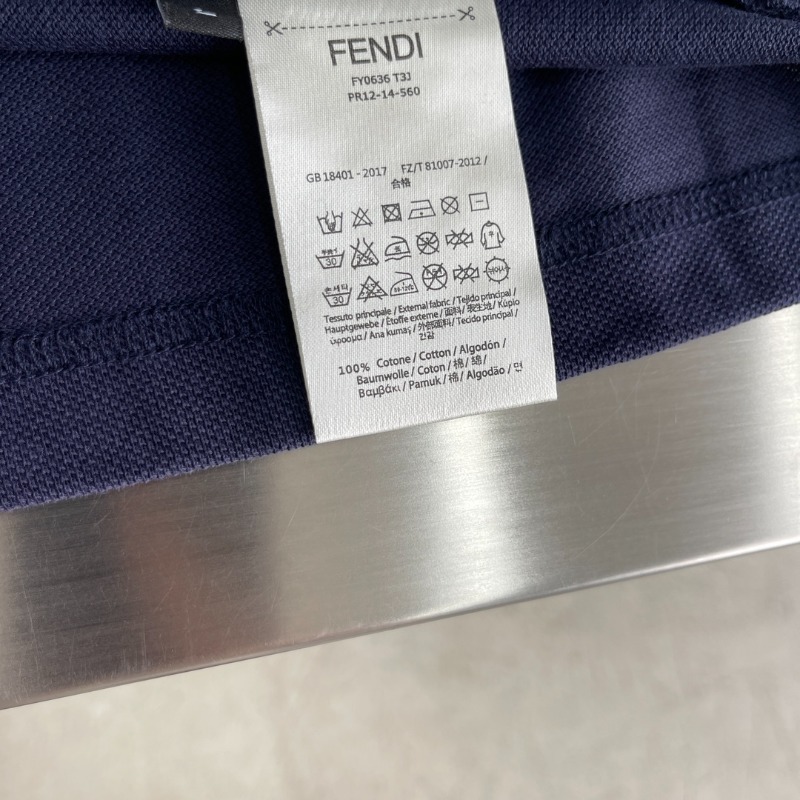 FENDI
FY0636 T3J
PR12-14-560
GB 18401 - 2017 FZ/T 81007-2012 /
合格
30
30
Tessuto principale / External fabric / Tejido principal /
Hauptgewebe / Étoffe externe / 面料 / 表生地 / Κύριο
ύφασμα / Ana kumaş / 外部面料 / Tecido principal /
겉감
100% Cotone / Cotton / Algodón /
Baumwolle / Coton / 棉 / 綿 /
Βαμβάκι / Pamuk / 棉 / Algodão / 면